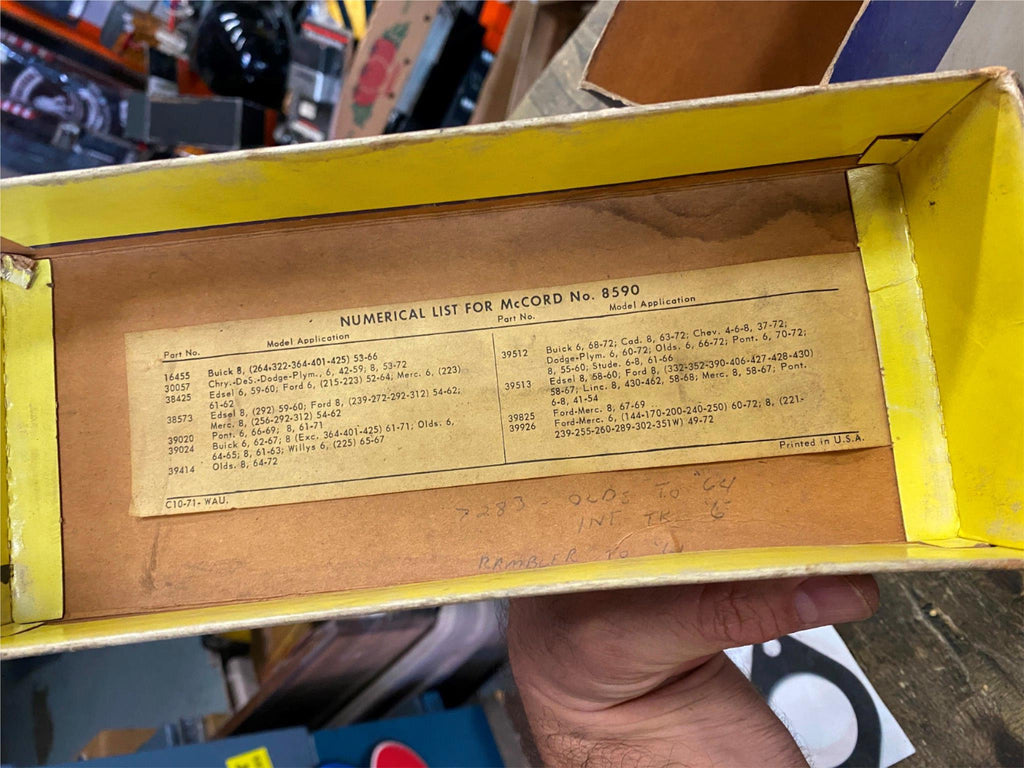 NUMERICAL LIST FOR McCORD No. 8590
Part No. Model Application
16455 Buick 8, (264-322-364-401-425) 53-66
30057 Chry.-DeS.-Dodge-Plym., 6, 42-59; 8, 53-72
38425 Edsel 6, 59-60; Ford 6, (215-223) 52-64, Merc. 6, (223)
61-62
38573 Edsel 8, (292) 59-60; Ford 8, (239-272-292-312) 54-62;
Merc. 8, (256-292-312) 54-62
39020 Pont. 6, 66-69; 8, 61-71
39024 Buick 6, 62-67; 8 (Exc. 364-401-425) 61-71; Olds. 6,
64-65; 8, 61-63; Willys 6, (225) 65-67
39414 Olds. 8, 64-72
C10-71- WAU.
Part No. Model Application
39512 Buick 6, 68-72; Cad. 8, 63-72; Chev. 4-6-8, 37-72;
Dodge-Plym. 6, 60-72; Olds. 6, 66-72; Pont. 6, 70-72;
8, 55-60; Stude. 6-8, 61-66
39513 Edsel 8, 58-60; Ford 8, (332-352-390-406-427-428-430)
58-67; Linc. 8, 430-462, 58-68; Merc. 8, 58-67; Pont.
6-8, 41-54
39825 Ford-Merc. 8; 67-69
39926 Ford-Merc. 6, (144-170-200-240-250) 60-72; 8, (221-
239-255-260-289-302-351W) 49-72
Printed in U.S.A.
7283 - OLDS TO "64
INT TK 6
RAMBLER TO